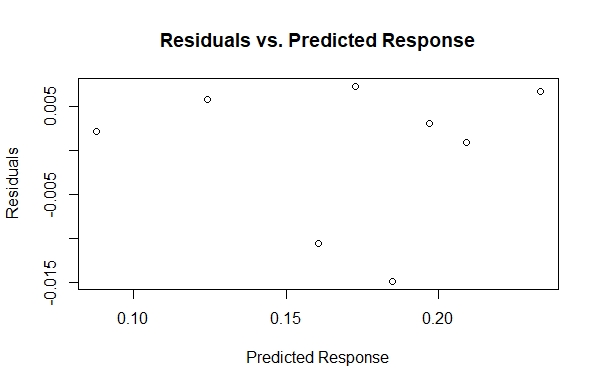 Residuals vs. Predicted Response
0.005
-0.005
-0.015
Residuals
0.10 0.15 0.20
Predicted Response